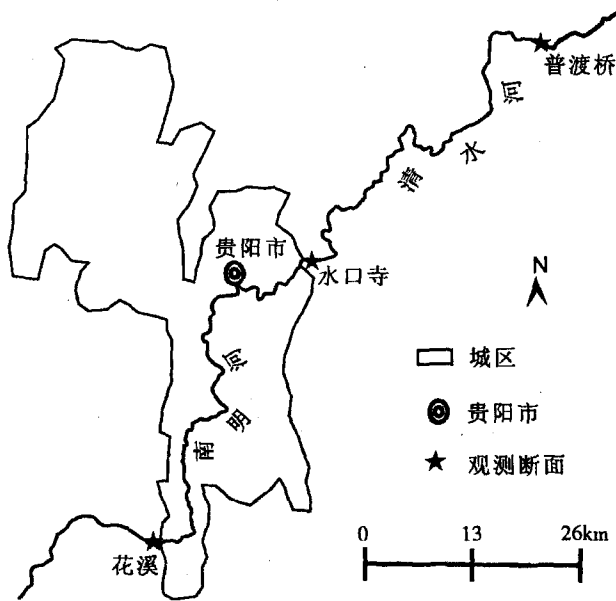 普渡桥
清水河
贵阳市
水口寺
N
南明河
城区
贵阳市
观测断面
花溪
0 13 26km